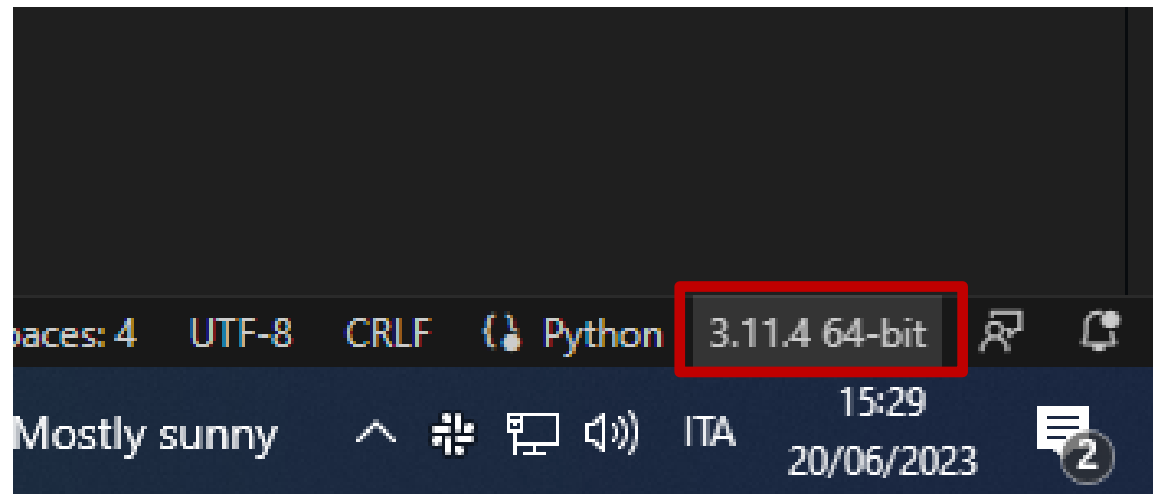 paces: 4 UTF-8 CRLF Python 3.11.4 64-bit
Mostly sunny ITA 15:29
20/06/2023 2